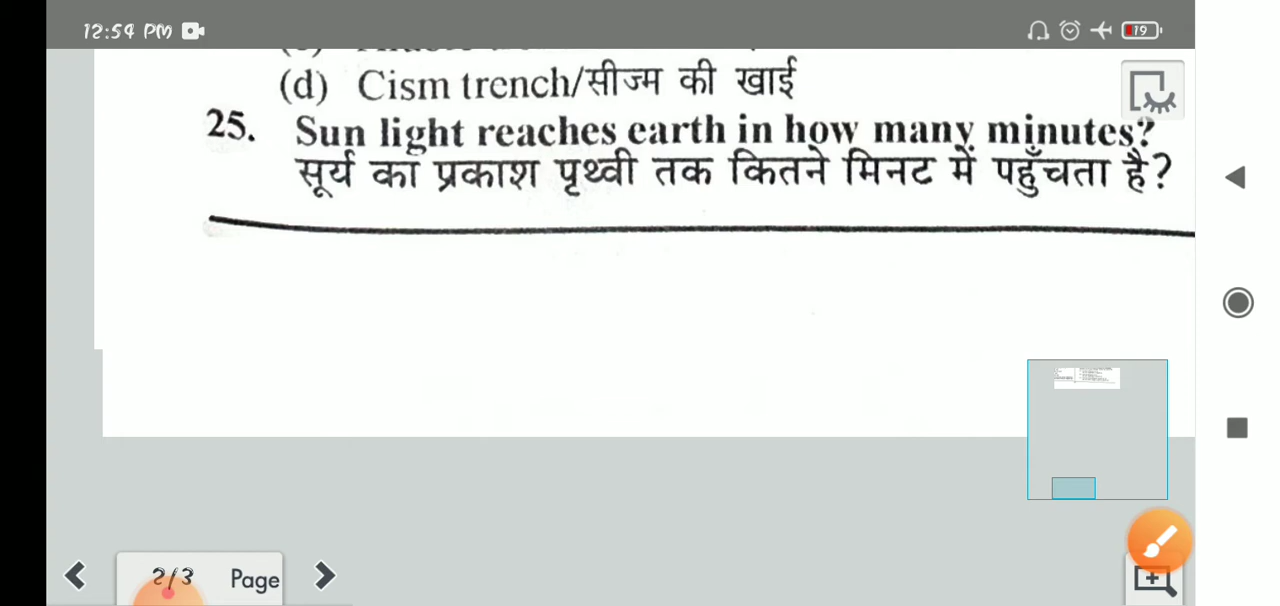 12:54 PM
19
(d) Cism trench/सीज्म की खाई
25. Sun light reaches earth in how many minutes?
सूर्य का प्रकाश पृथ्वी तक कितने मिनट में पहुँचता है?
2/3 Page